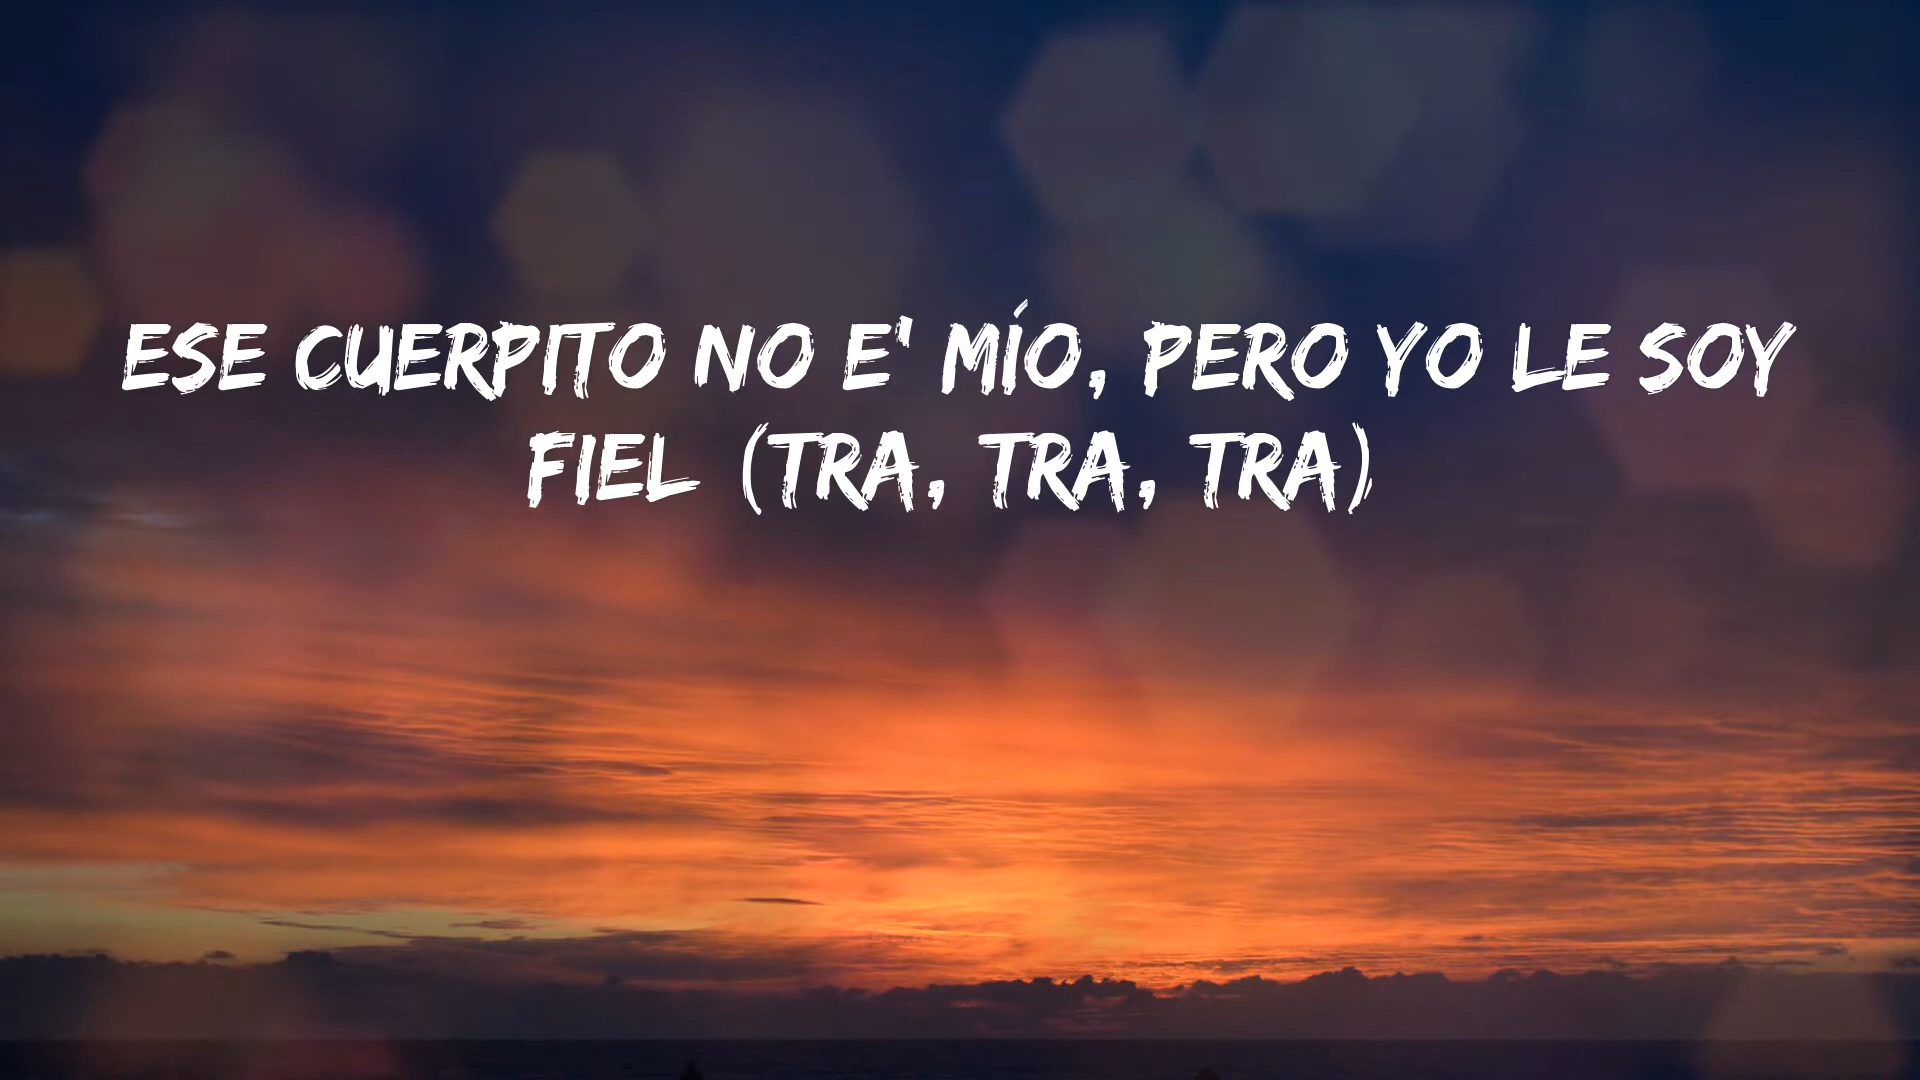 ESE CUERPITO NO E' MÍO, PERO YO LE SOY
FIEL (TRA, TRA, TRA)